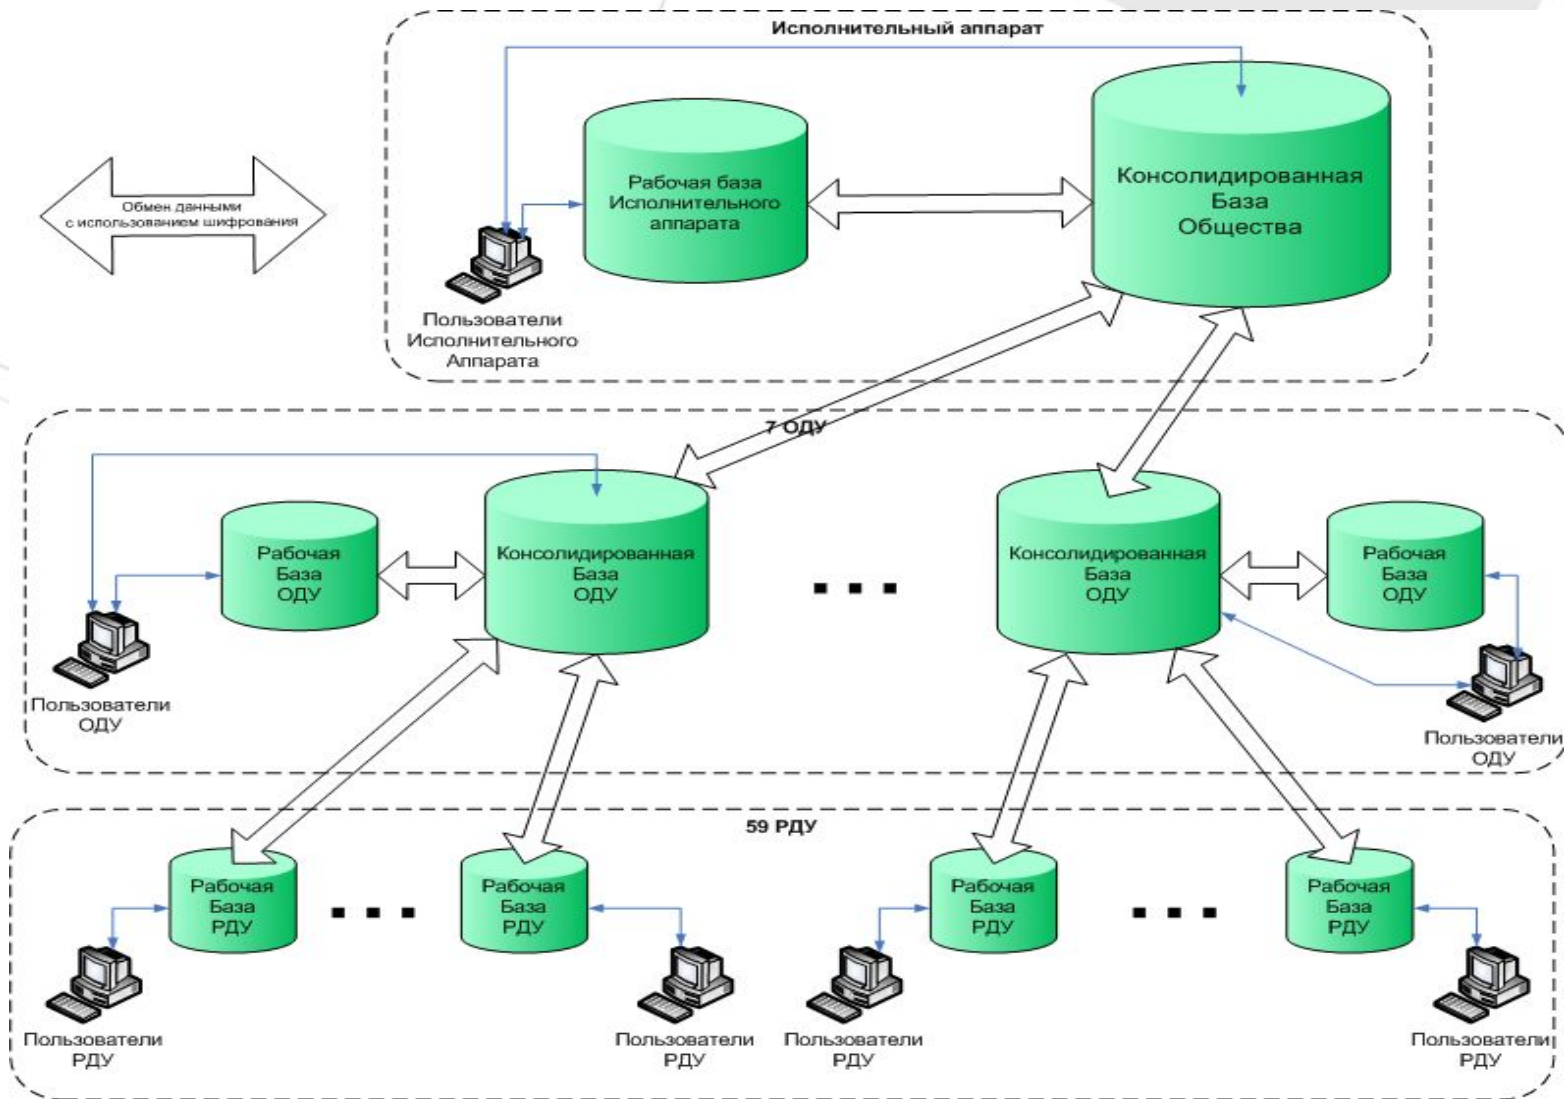 Исполнительный аппарат
Рабочая база
Исполнительного
аппарата
Консолидированная
База
Общества
Обмен данными
с использованием шифрования
Пользователи
Исполнительного
Аппарата
7 ОДУ
Рабочая
База
ОДУ
Консолидированная
База
ОДУ
Консолидированная
База
ОДУ
Рабочая
База
ОДУ
Пользователи
ОДУ
Пользователи
ОДУ
59 РДУ
Рабочая
База
РДУ
Рабочая
База
РДУ
Рабочая
База
РДУ
Рабочая
База
РДУ
Пользователи
РДУ
Пользователи
РДУ
Пользователи
РДУ
Пользователи
РДУ